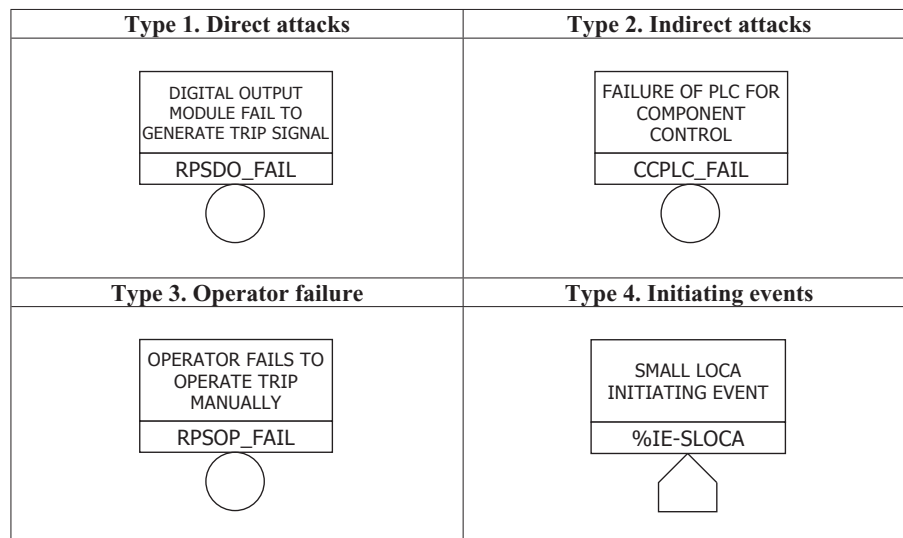 Type 1. Direct attacks
Type 2. Indirect attacks
DIGITAL OUTPUT
MODULE FAIL TO
GENERATE TRIP SIGNAL
RPSDO_FAIL
FAILURE OF PLC FOR
COMPONENT
CONTROL
CCPLC_FAIL
Type 3. Operator failure
Type 4. Initiating events
OPERATOR FAILS TO
OPERATE TRIP
MANUALLY
RPSOP_FAIL
SMALL LOCA
INITIATING EVENT
%IE-SLOCA